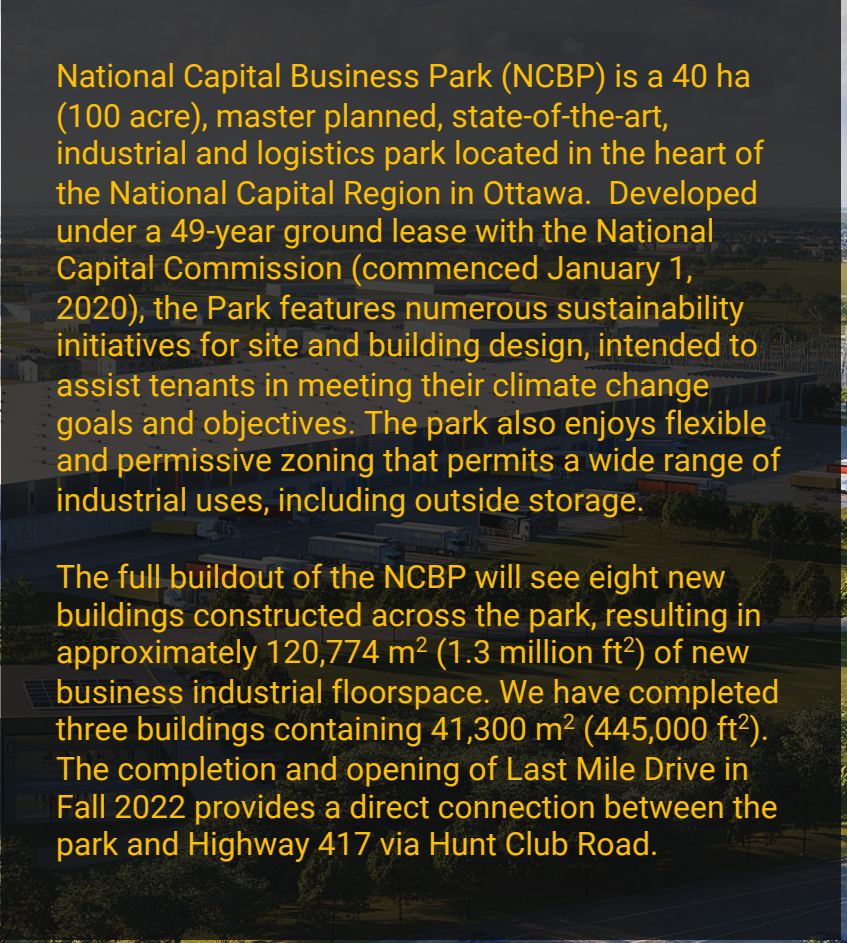 National Capital Business Park (NCBP) is a 40 ha
(100 acre), master planned, state-of-the-art,
industrial and logistics park located in the heart of
the National Capital Region in Ottawa.  Developed
under a 49-year ground lease with the National
Capital Commission (commenced January 1,
2020), the Park features numerous sustainability
initiatives for site and building design, intended to
assist tenants in meeting their climate change
goals and objectives. The park also enjoys flexible
and permissive zoning that permits a wide range of
industrial uses, including outside storage.
The full buildout of the NCBP will see eight new
buildings constructed across the park, resulting in
approximately 120,774 m² (1.3 million ft²) of new
business industrial floorspace. We have completed
three buildings containing 41,300 m² (445,000 ft²).
The completion and opening of Last Mile Drive in
Fall 2022 provides a direct connection between the
park and Highway 417 via Hunt Club Road.